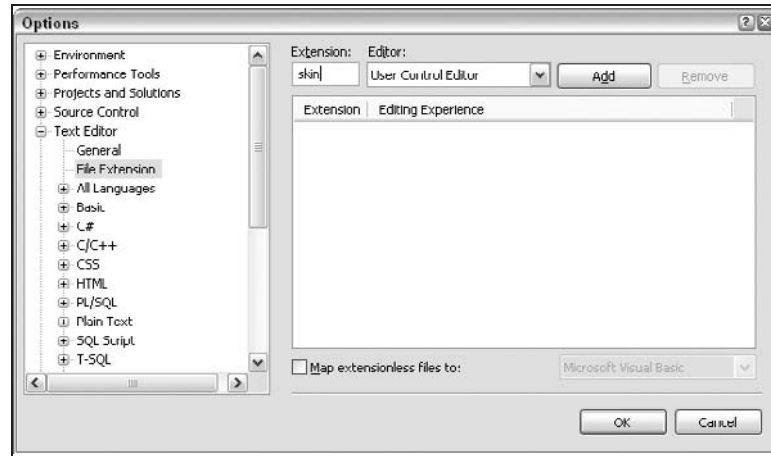 Options
Environment
Performance Tools
Projects and Solutions
Source Control
Text Editor
General
File Extension
All Languages
Basic
C#
C/C++
CSS
HTML
PL/SQL
Plain Text
SQL Script
T-SQL
Extension: Editor:
skin User Control Editor Add Remove
Extension Editing Experience
Map extensionless files to: Microsoft Visual Basic
OK Cancel